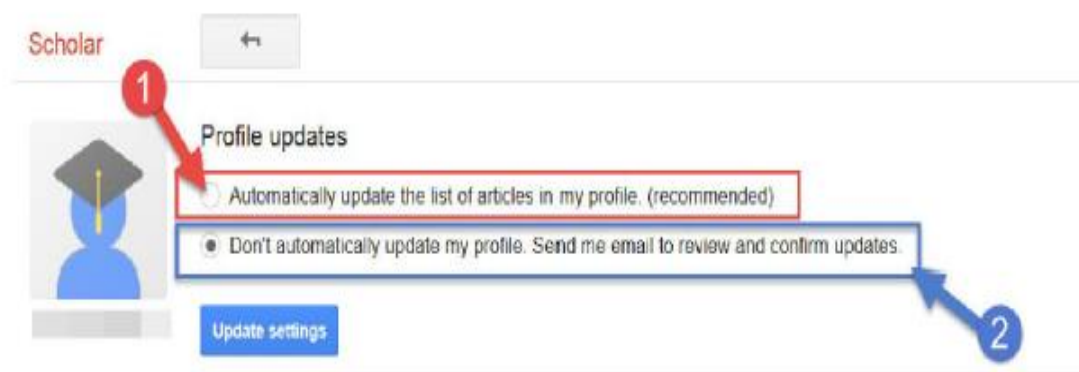 Scholar
1
Profile updates
Automatically update the list of articles in my profile. (recommended)
Don't automatically update my profile. Send me email to review and confirm updates.
Update settings
2